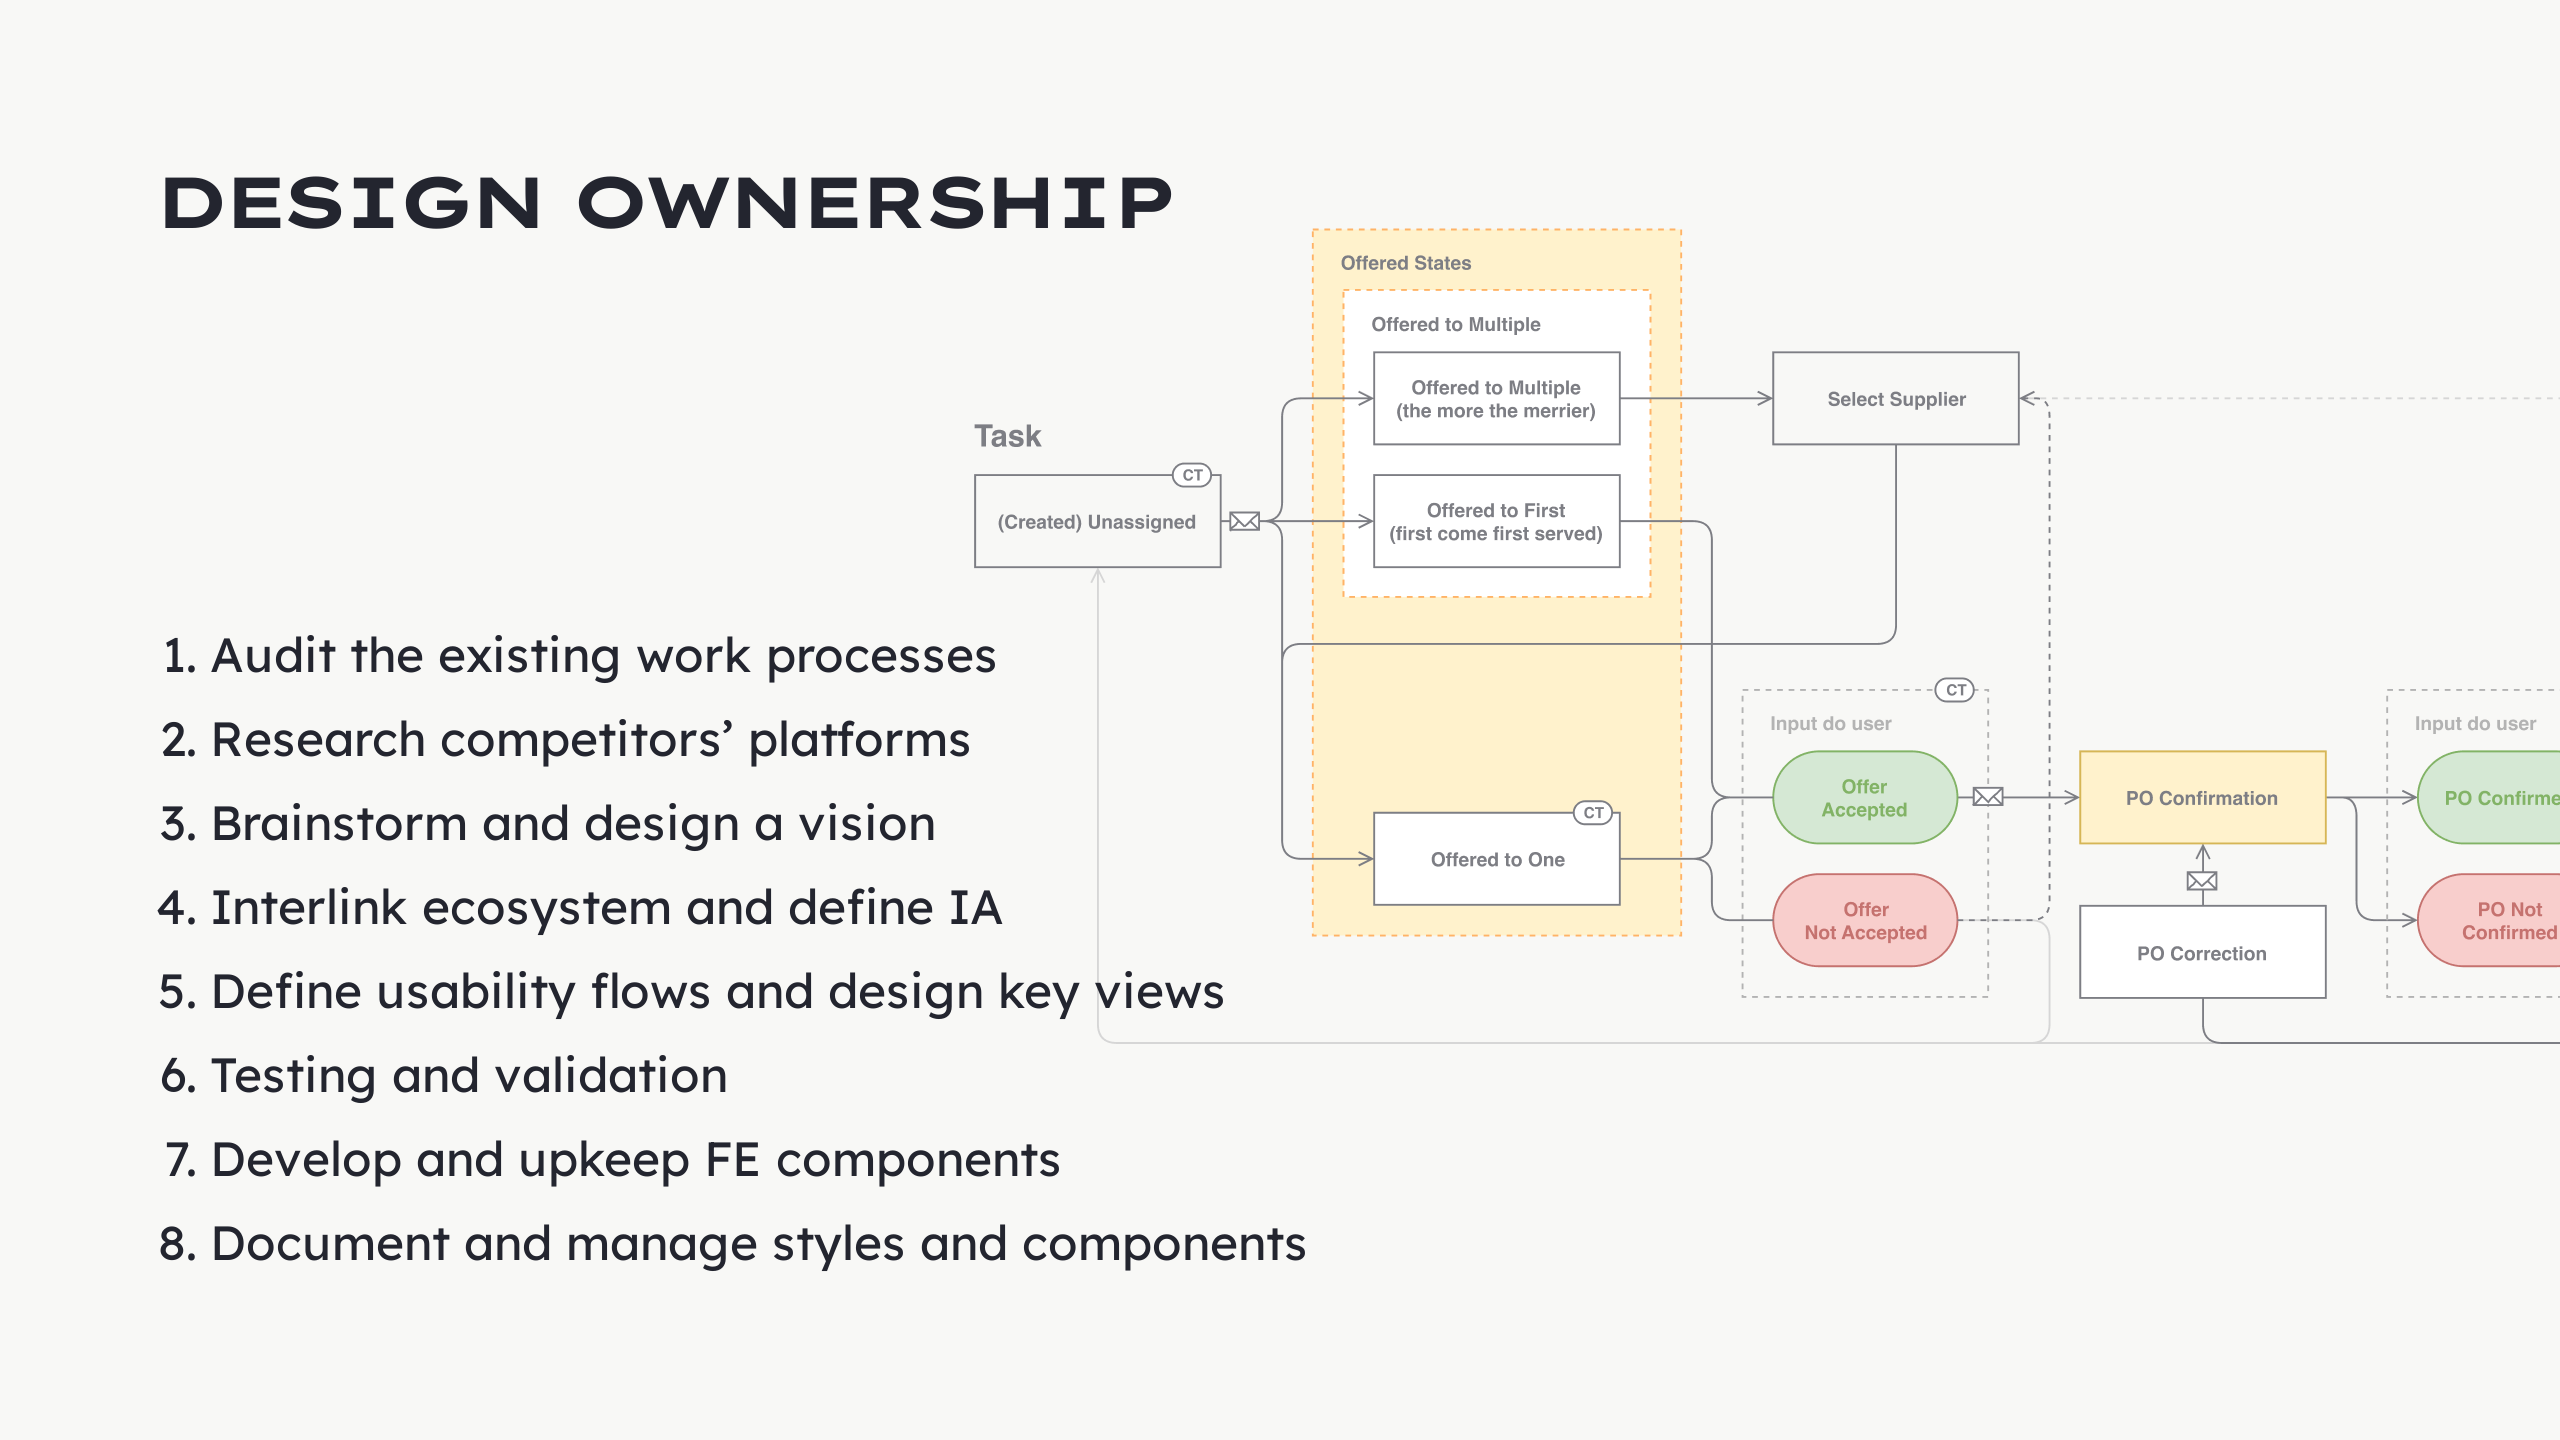 DESIGN OWNERSHIP
Offered States
Offered to Multiple
Offered to Multiple
(the more the merrier)
Select Supplier
Task
CT
(Created) Unassigned
Offered to First
(first come first served)
1. Audit the existing work processes
2. Research competitors’ platforms
3. Brainstorm and design a vision
4. Interlink ecosystem and define IA
5. Define usability flows and design key views
6. Testing and validation
7. Develop and upkeep FE components
8. Document and manage styles and components
CT
Offered to One
CT
Input do user
Offer
Accepted
Offer
Not Accepted
PO Confirmation
PO Correction
Input do user
PO Confirme
PO Not
Confirmed